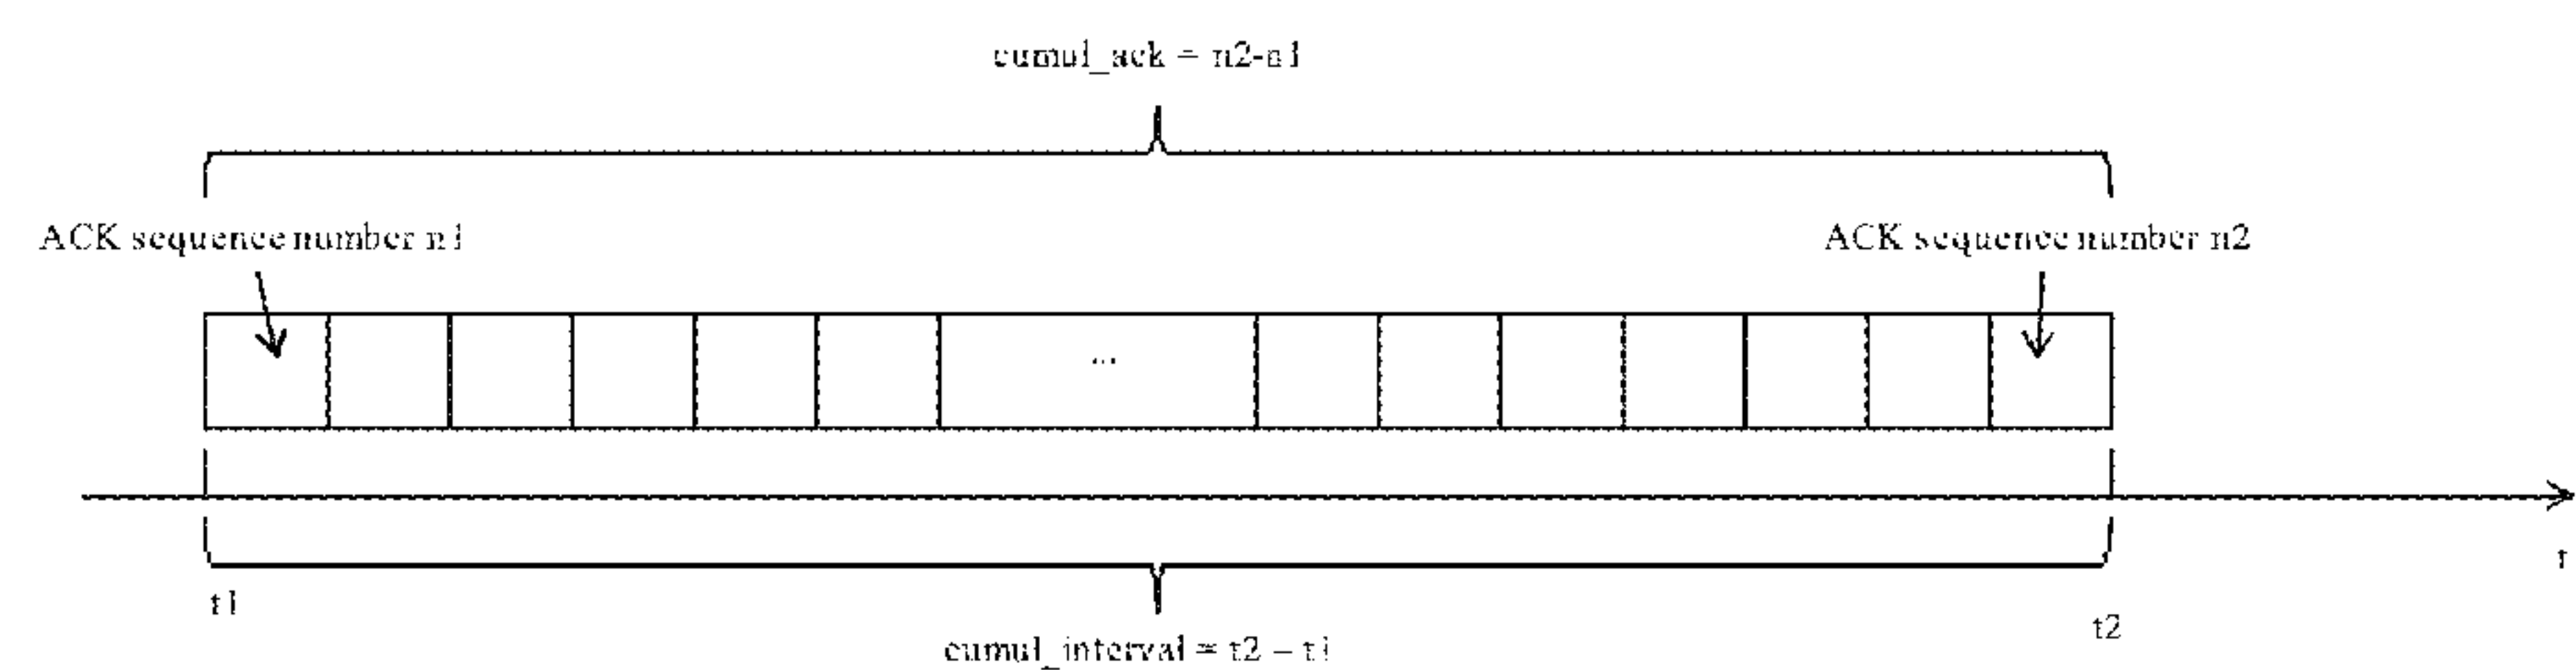 cumul_ack = n2-n1
ACK sequence number n1
ACK sequence number n2
...
t
t1
t2
cumul_interval = t2 – t1